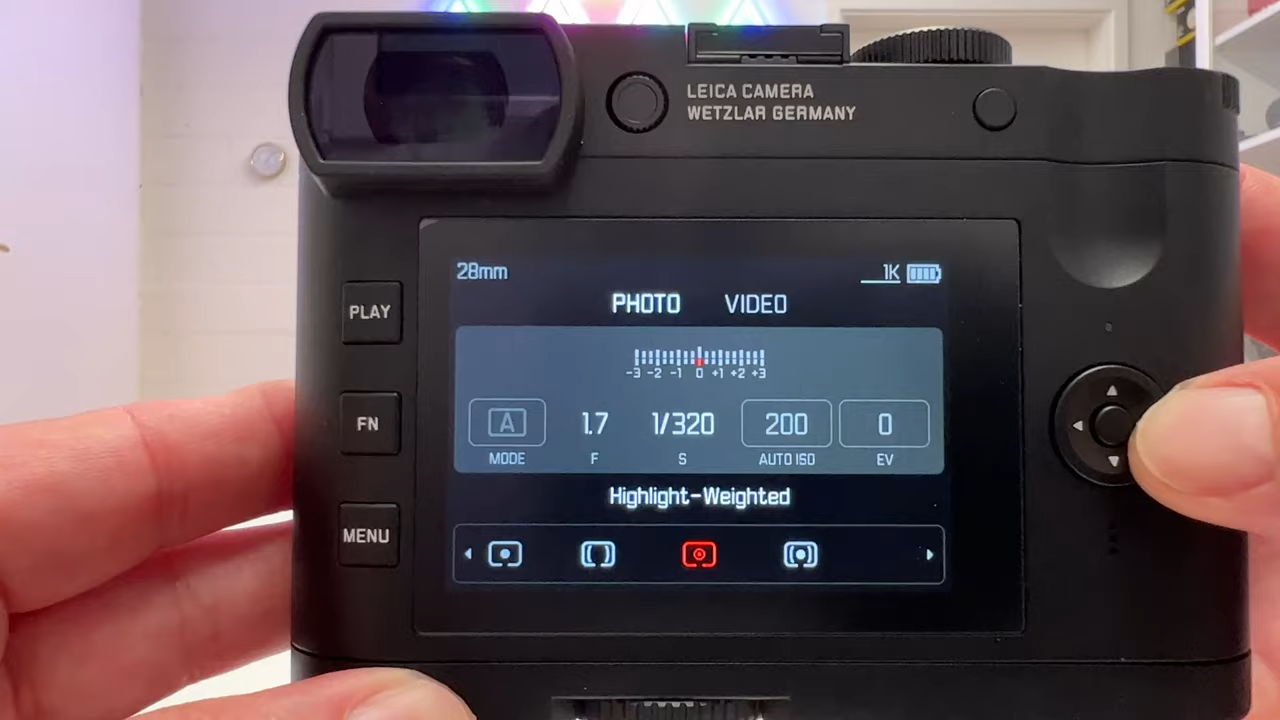 LEICA CAMERA
WETZLAR GERMANY
PLAY
FN
MENU
28mm
1K
PHOTO VIDEO
-3 -2 -1 0 +1 +2 +3
A 1.7 1/320 200 0
MODE F S AUTO ISO EV
Highlight-Weighted